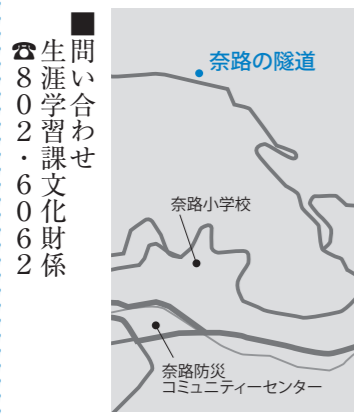 ■問い合わせ
生涯学習課文化財係
☎802・6062
奈路の隧道
奈路小学校
奈路防災
コミュニティーセンター